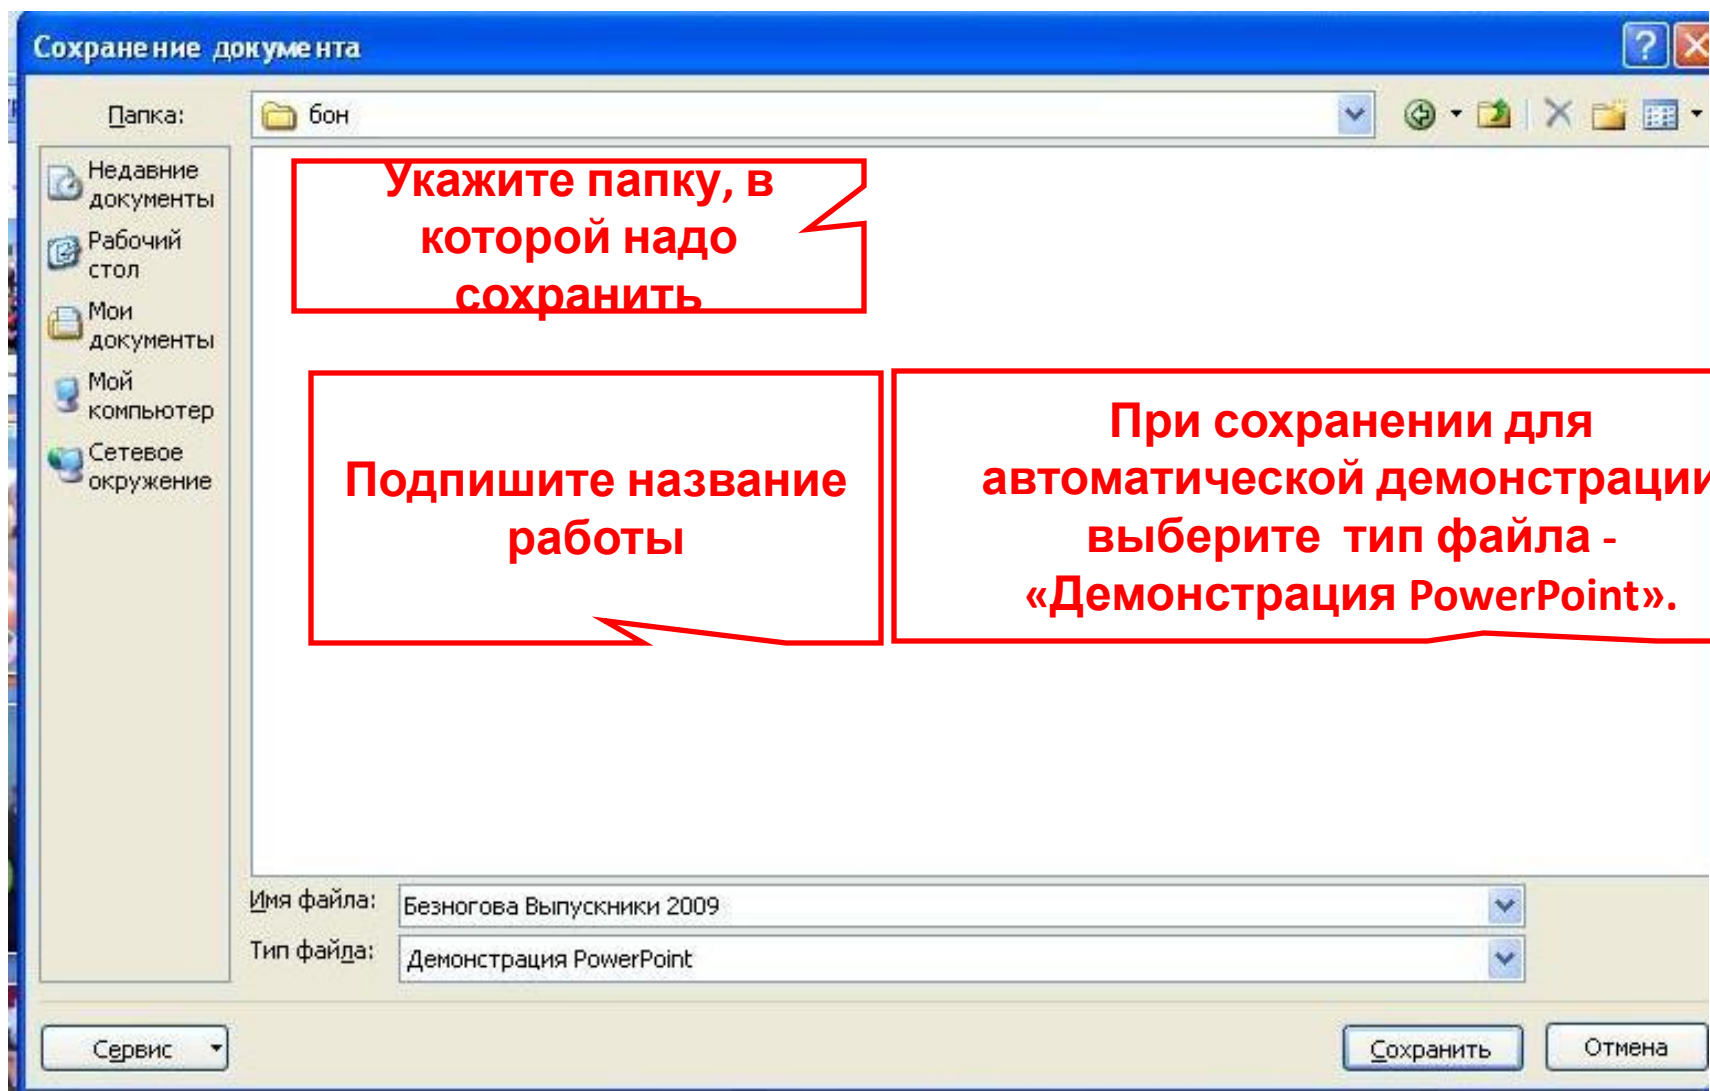 Сохранение документа
Папка:
бон
Недавние
документы
Рабочий
стол
Мои
документы
Мой
компьютер
Сетевое
окружение
Укажите папку, в
которой надо
сохранить
Подпишите название
работы
При сохранении для
автоматической демонстрации
выберите тип файла -
«Демонстрация PowerPoint».
Имя файла:
Безногова Выпускники 2009
Тип файла:
Демонстрация PowerPoint
Сервис
Сохранить
Отмена